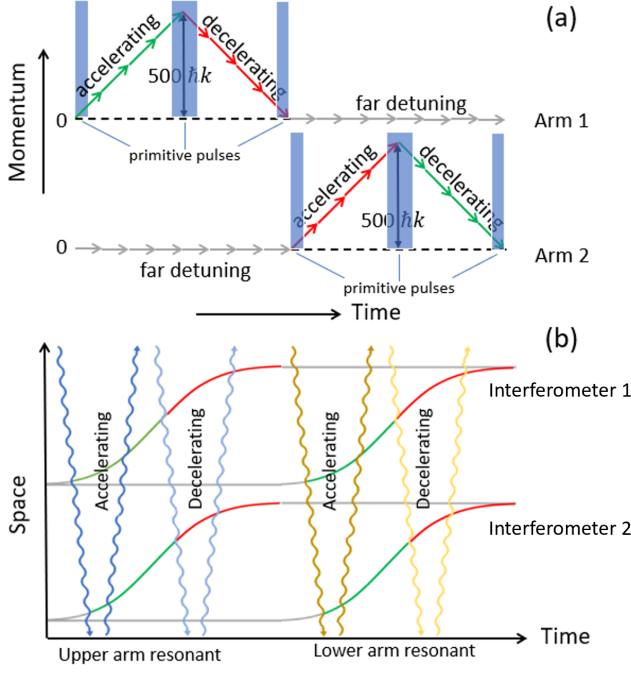 (a)
Momentum
accelerating
decelerating
500 ħk
0
far detuning
Arm 1
primitive pulses
accelerating
decelerating
500 ħk
0
far detuning
Arm 2
primitive pulses
Time
(b)
Space
Accelerating
Decelerating
Accelerating
Decelerating
Interferometer 1
Interferometer 2
Time
Upper arm resonant
Lower arm resonant